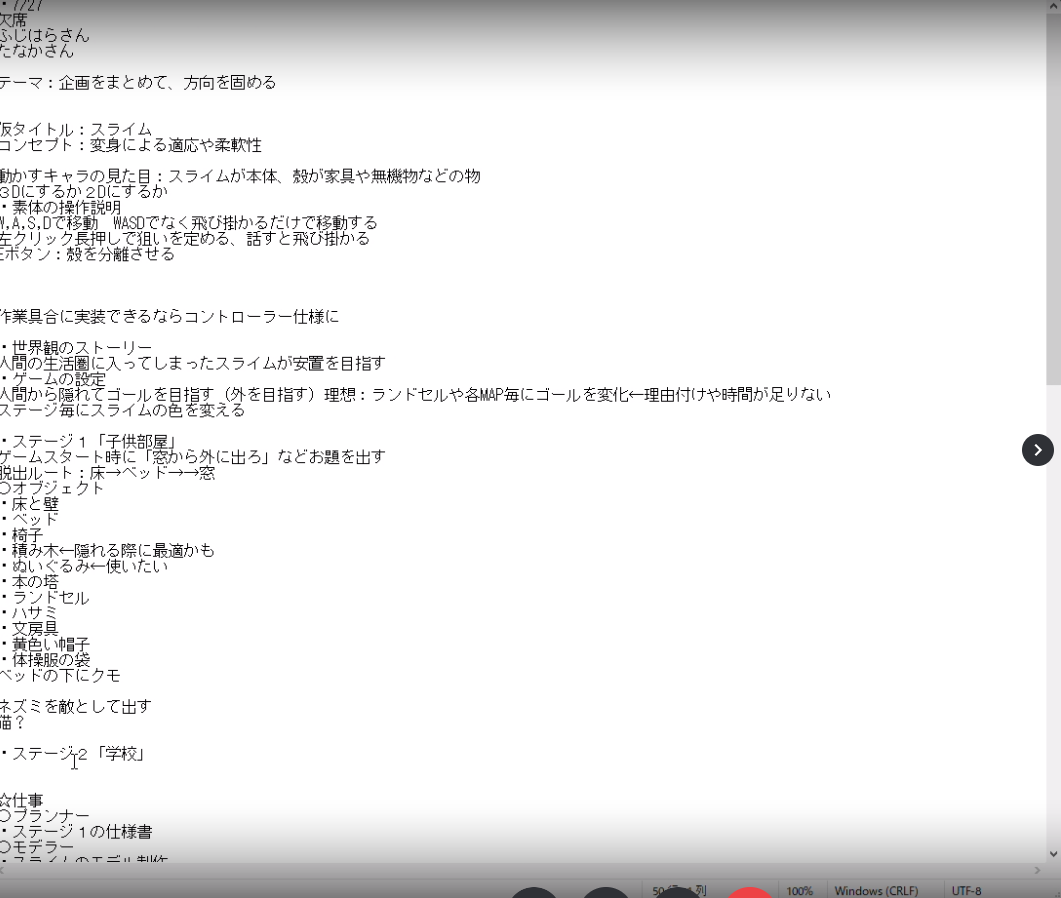 ・7/27
欠席
ふじはらさん
たなかさん
テーマ：企画をまとめて、方向を固める
仮タイトル：スライム
コンセプト：変身による適応や柔軟性
動かすキャラの見た目：スライムが本体、殻が家具や無機物などの物
３Dにするか２Dにするか
・素体の操作説明
W,A,S,Dで移動　WASDでなく飛び掛かるだけで移動する
左クリック長押しで狙いを定める、話すと飛び掛かる
Eボタン：殻を分離させる
作業具合に実装できるならコントローラー仕様に
・世界観のストーリー
人間の生活圏に入ってしまったスライムが安置を目指す
・ゲームの設定
人間から隠れてゴールを目指す（外を目指す）理想：ランドセルや各MAP毎にゴールを変化←理由付けや時間が足りない
ステージ毎にスライムの色を変える
・ステージ１「子供部屋」
ゲームスタート時に「窓から外に出ろ」などお題を出す
脱出ルート：床→ベッド→→窓
〇オブジェクト
・床と壁
・ベッド
・椅子
・積み木←隠れる際に最適かも
・ぬいぐるみ←使いたい
・本の塔
・ランドセル
・ハサミ
・文房具
・黄色い帽子
・体操服の袋
ベッドの下にクモ
ネズミを敵として出す
猫？
・ステージ２「学校」
☆仕事
〇プランナー
・ステージ１の仕様書
〇モデラー
・スライムのモデル制作
列
100%
Windows (CRLF)
UTF-8